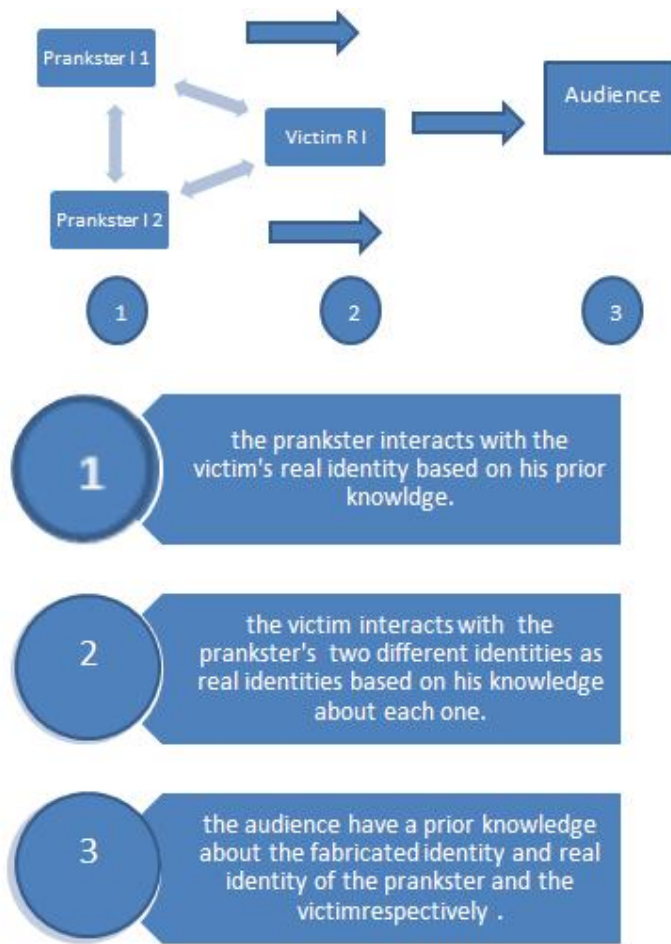 Prankster I 1
Audience
Victim R I
Prankster I 2
1
2
3
1
the prankster interacts with the
victim's real identity based on his prior
knowldge.
2
the victim interacts with the
prankster's two different identities as
real identities based on his knowledge
about each one.
3
the audience have a prior knowledge
about the fabricated identity and real
identity of the prankster and the
victimrespectively .